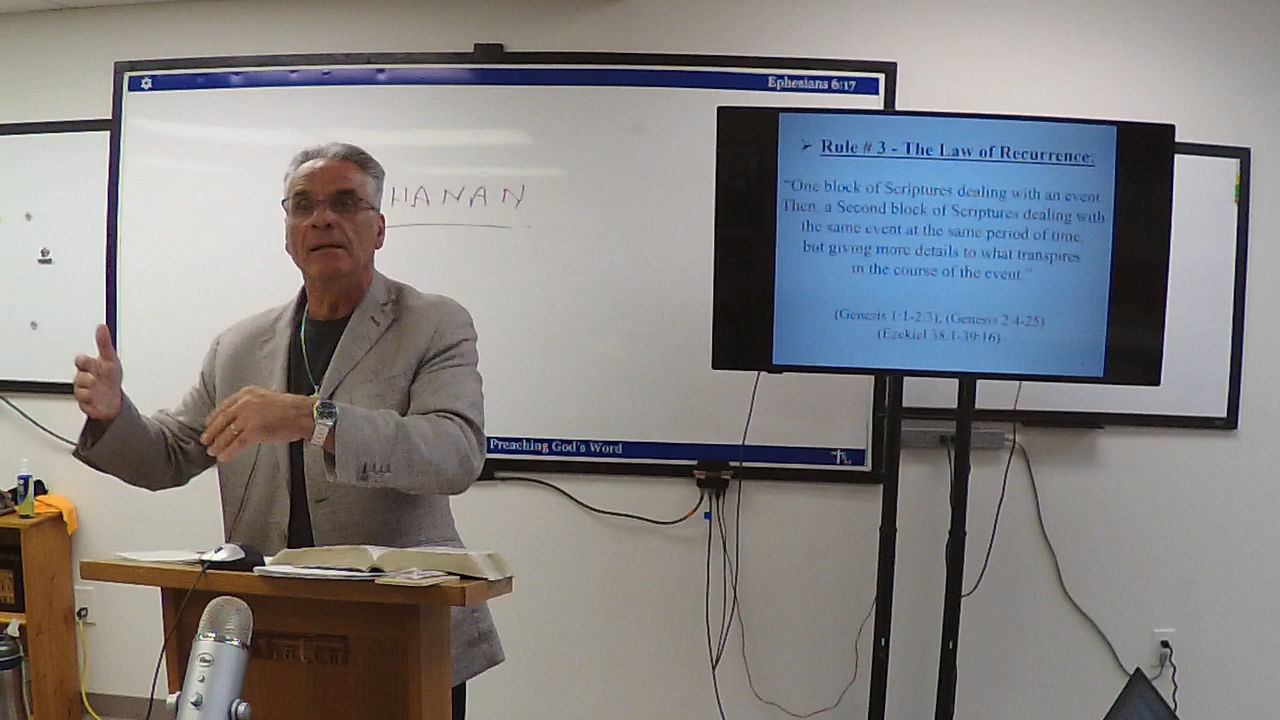 Ephesians 6:17
HANAN
➢ Rule # 3 - The Law of Recurrence:
"One block of Scriptures dealing with an event.
Then, a Second block of Scriptures dealing with
the same event at the same period of time,
but giving more details to what transpires
in the course of the event."
(Genesis 1:1-2:3), (Genesis 2:4-25)
(Ezekiel 38:1-39:16)
Preaching God's Word